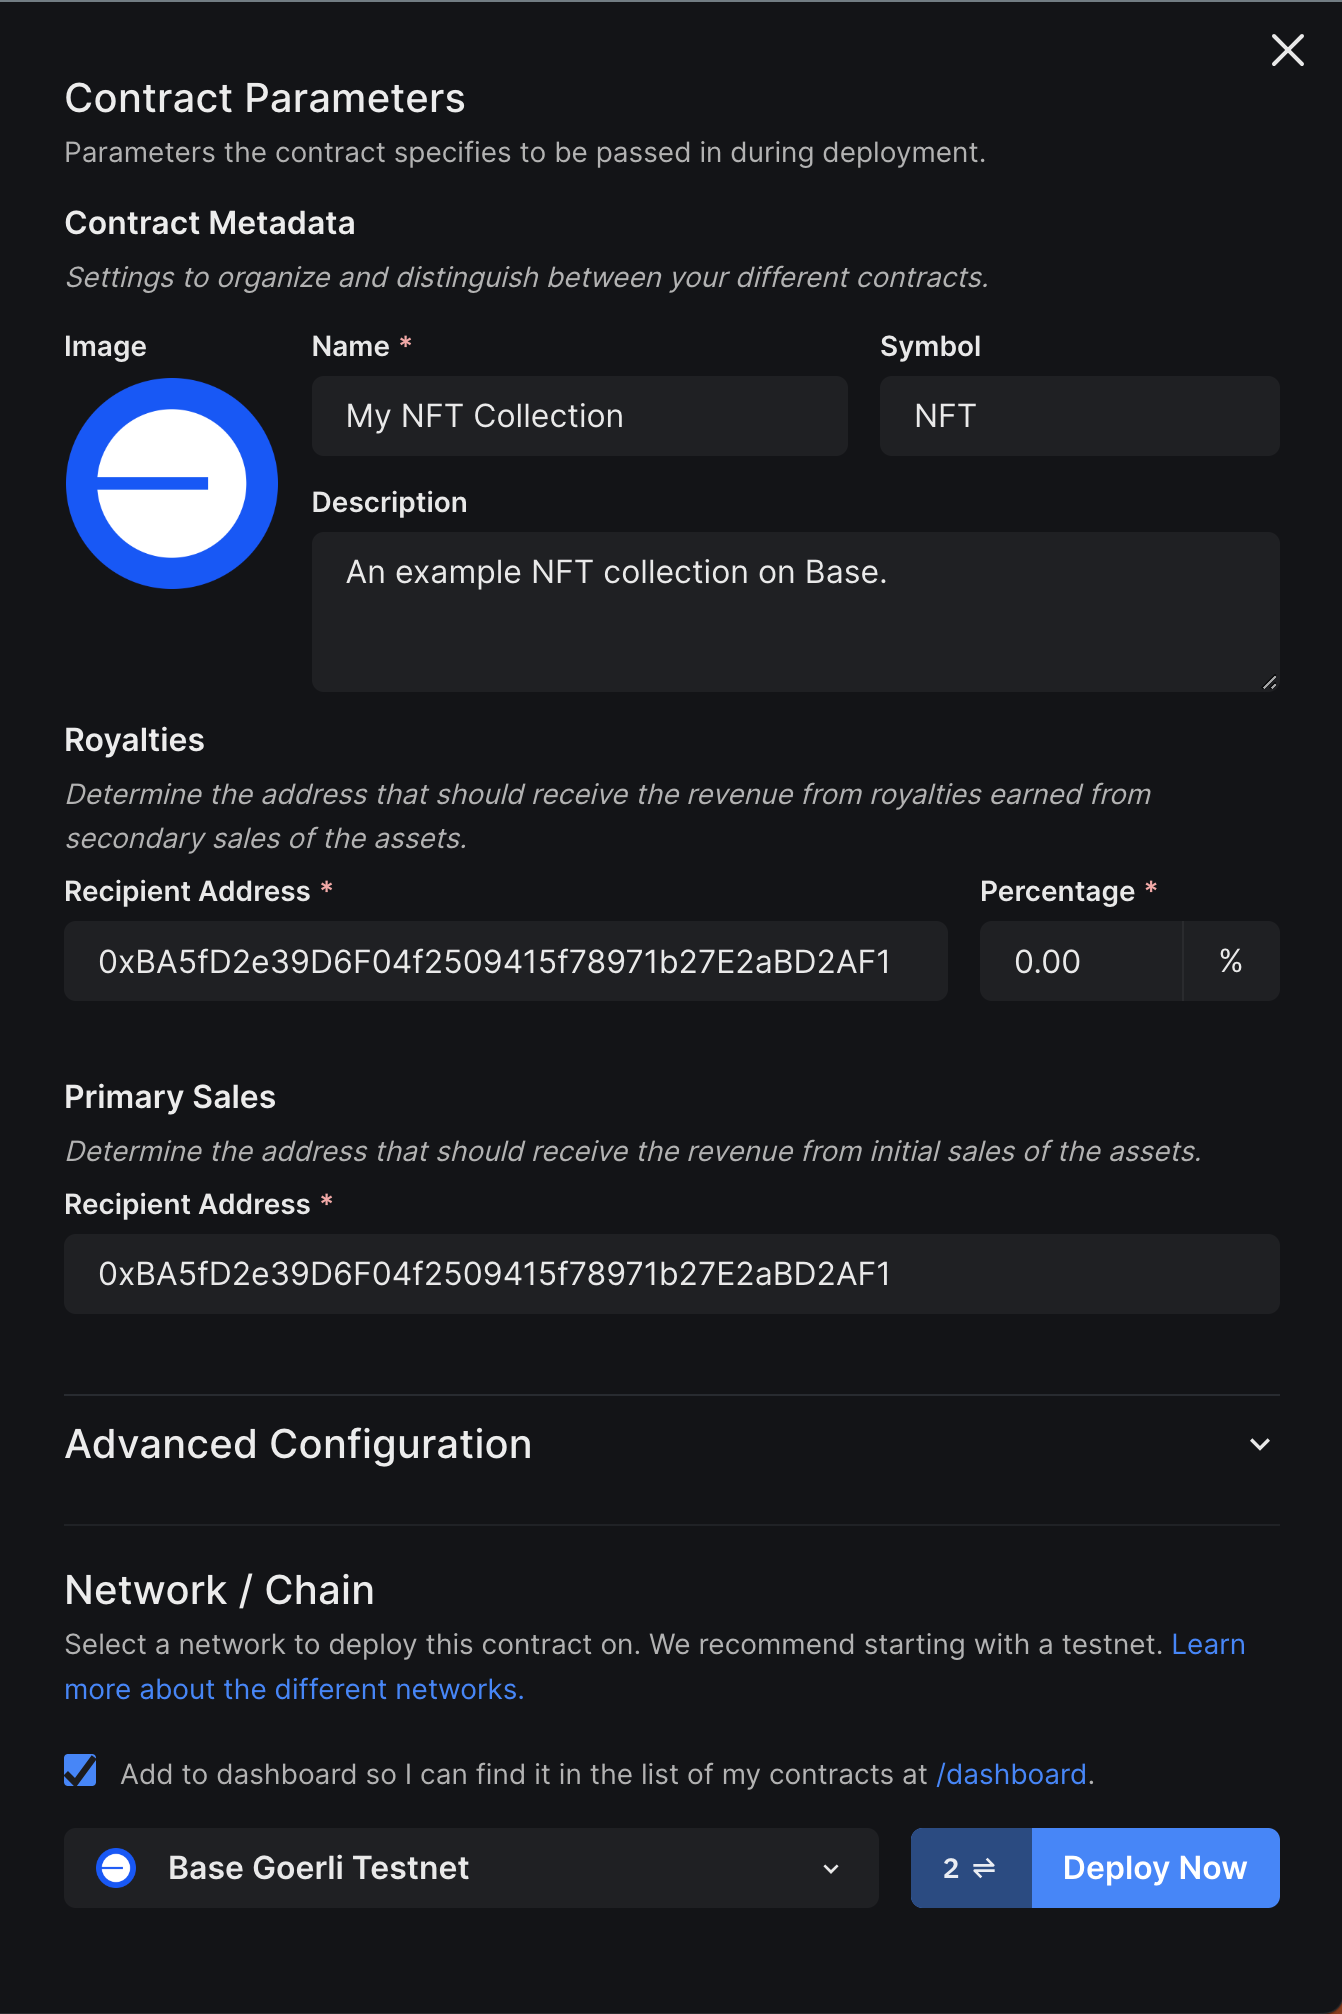 Contract Parameters
Parameters the contract specifies to be passed in during deployment.
Contract Metadata
Settings to organize and distinguish between your different contracts.
Image
Name *
Symbol
My NFT Collection
NFT
Description
An example NFT collection on Base.
Royalties
Determine the address that should receive the revenue from royalties earned from
secondary sales of the assets.
Recipient Address *
Percentage *
0xBA5fD2e39D6F04f2509415f78971b27E2aBD2AF1
0.00
%
Primary Sales
Determine the address that should receive the revenue from initial sales of the assets.
Recipient Address *
0xBA5fD2e39D6F04f2509415f78971b27E2aBD2AF1
Advanced Configuration
Network / Chain
Select a network to deploy this contract on. We recommend starting with a testnet. Learn
more about the different networks.
Add to dashboard so I can find it in the list of my contracts at /dashboard.
Base Goerli Testnet
2 ⇌
Deploy Now